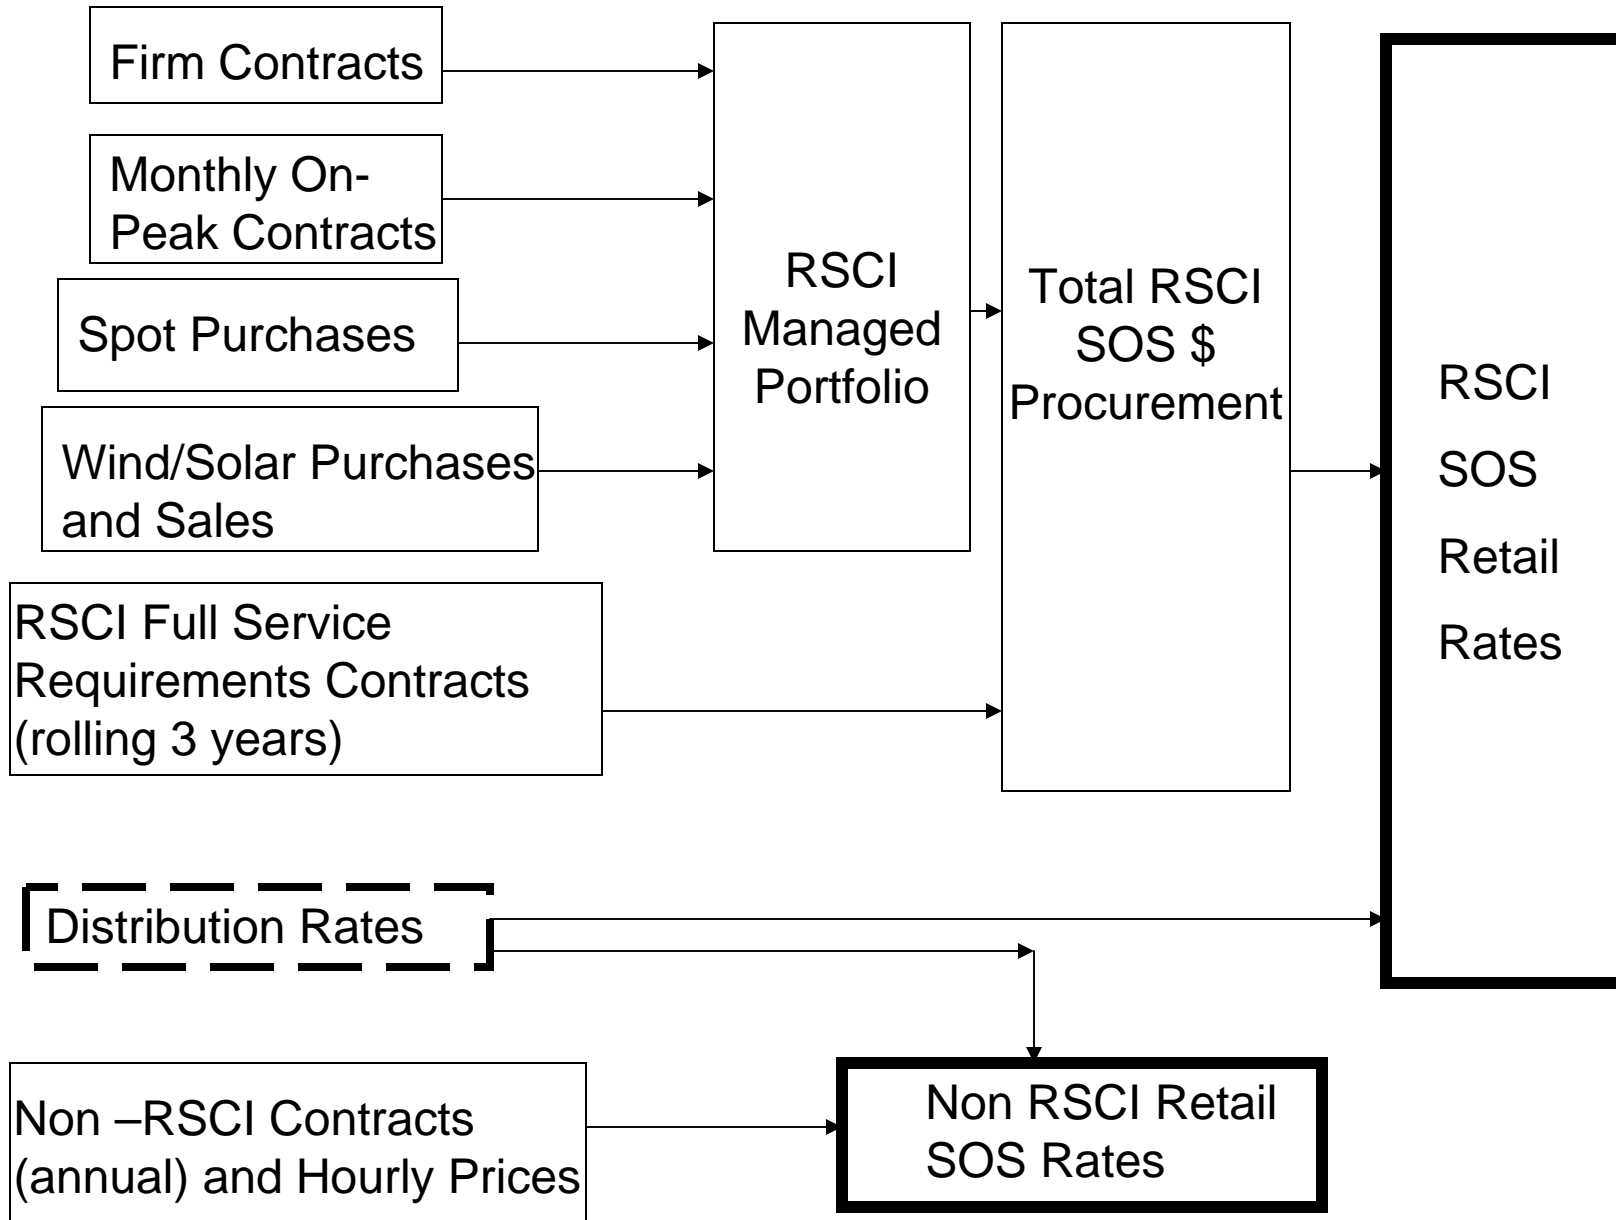 Firm Contracts
Monthly On-
Peak Contracts
Spot Purchases
Wind/Solar Purchases
and Sales
RSCI
Managed
Portfolio
Total RSCI
SOS $
Procurement
RSCI
SOS
Retail
Rates
RSCI Full Service
Requirements Contracts
(rolling 3 years)
Distribution Rates
Non –RSCI Contracts
(annual) and Hourly Prices
Non RSCI Retail
SOS Rates